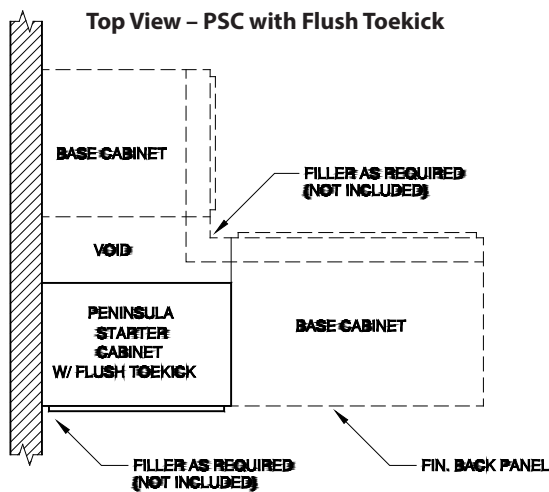 Top View – PSC with Flush Toekick
BASE CABINET
FILLER AS REQUIRED
(NOT INCLUDED)
VOID
PENINSULA
STARTER
CABINET
W/ FLUSH TOEKICK
BASE CABINET
FILLER AS REQUIRED
(NOT INCLUDED)
FIN. BACK PANEL